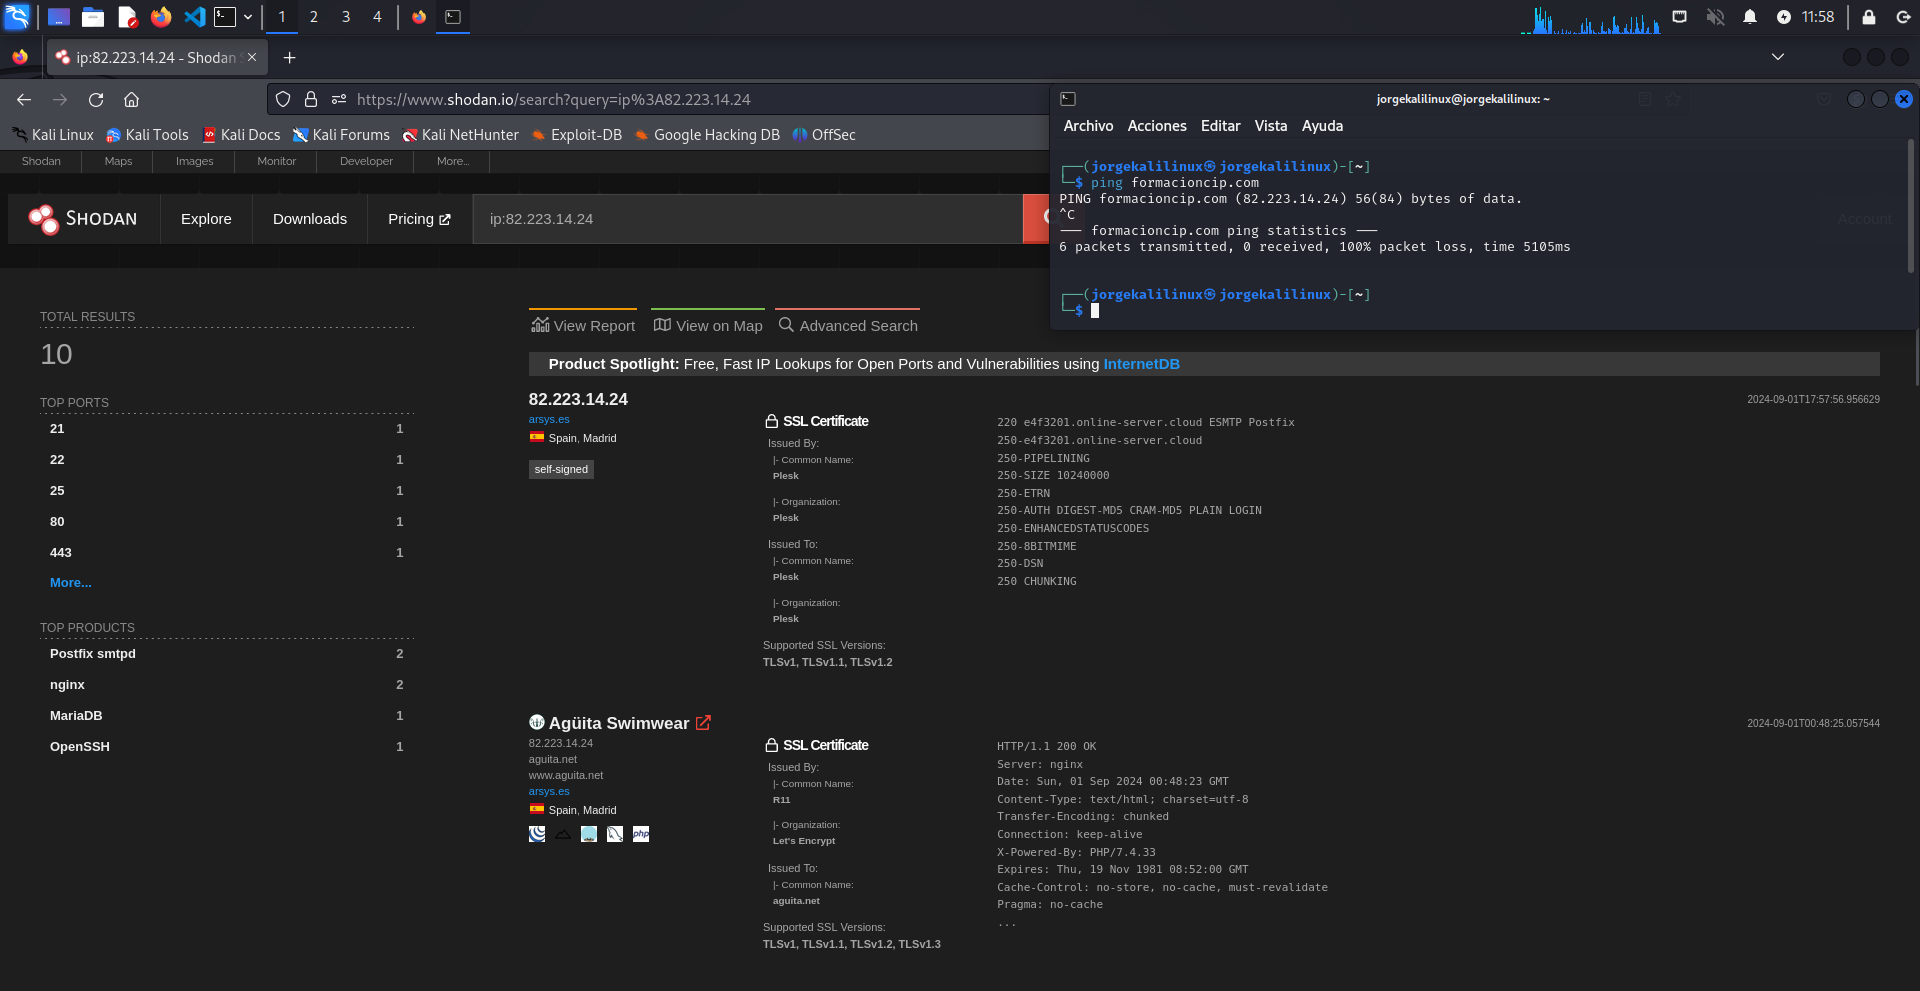 1 2 3 4
11:58
ip:82.223.14.24 - Shodan S
https://www.shodan.io/search?query=ip%3A82.223.14.24
Kali Linux Kali Tools Kali Docs Kali Forums Kali NetHunter Exploit-DB Google Hacking DB OffSec
Shodan Maps Images Monitor Developer More...
SHODAN Explore Downloads Pricing ip:82.223.14.24
Account
jorgekalilinux@jorgekalilinux: ~
Archivo Acciones Editar Vista Ayuda
┌──(jorgekalilinux㉿jorgekalilinux)-[~]
└─$ ping formacioncip.com
PING formacioncip.com (82.223.14.24) 56(84) bytes of data.
^C
--- formacioncip.com ping statistics ---
6 packets transmitted, 0 received, 100% packet loss, time 5105ms
┌──(jorgekalilinux㉿jorgekalilinux)-[~]
└─$
TOTAL RESULTS
10
TOP PORTS
21 1
22 1
25 1
80 1
443 1
More...
TOP PRODUCTS
Postfix smtpd 2
nginx 2
MariaDB 1
OpenSSH 1
View Report View on Map Advanced Search
Product Spotlight: Free, Fast IP Lookups for Open Ports and Vulnerabilities using InternetDB
82.223.14.24
2024-09-01T17:57:56.956629
arsys.es
Spain, Madrid
self-signed
SSL Certificate
Issued By:
|- Common Name:
Plesk
|- Organization:
Plesk
Issued To:
|- Common Name:
Plesk
|- Organization:
Plesk
Supported SSL Versions:
TLSv1, TLSv1.1, TLSv1.2
220 e4f3201.online-server.cloud ESMTP Postfix
250-e4f3201.online-server.cloud
250-PIPELINING
250-SIZE 10240000
250-ETRN
250-AUTH DIGEST-MD5 CRAM-MD5 PLAIN LOGIN
250-ENHANCEDSTATUSCODES
250-8BITMIME
250-DSN
250 CHUNKING
Agüita Swimwear
2024-09-01T00:48:25.057544
82.223.14.24
aguita.net
www.aguita.net
arsys.es
Spain, Madrid
php
SSL Certificate
Issued By:
|- Common Name:
R11
|- Organization:
Let's Encrypt
Issued To:
|- Common Name:
aguita.net
Supported SSL Versions:
TLSv1, TLSv1.1, TLSv1.2, TLSv1.3
HTTP/1.1 200 OK
Server: nginx
Date: Sun, 01 Sep 2024 00:48:23 GMT
Content-Type: text/html; charset=utf-8
Transfer-Encoding: chunked
Connection: keep-alive
X-Powered-By: PHP/7.4.33
Expires: Thu, 19 Nov 1981 08:52:00 GMT
Cache-Control: no-store, no-cache, must-revalidate
Pragma: no-cache
...